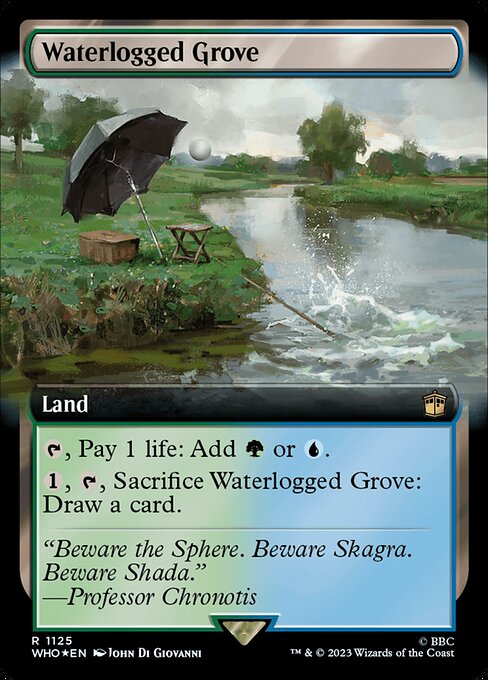 Waterlogged Grove
Land
, Pay 1 life: Add or .
1, , Sacrifice Waterlogged Grove:
Draw a card.
“Beware the Sphere. Beware Skagra.
Beware Shada.”
—Professor Chronotis
R 1125
WHO★EN John Di Giovanni
© BBC
™ & © 2023 Wizards of the Coast